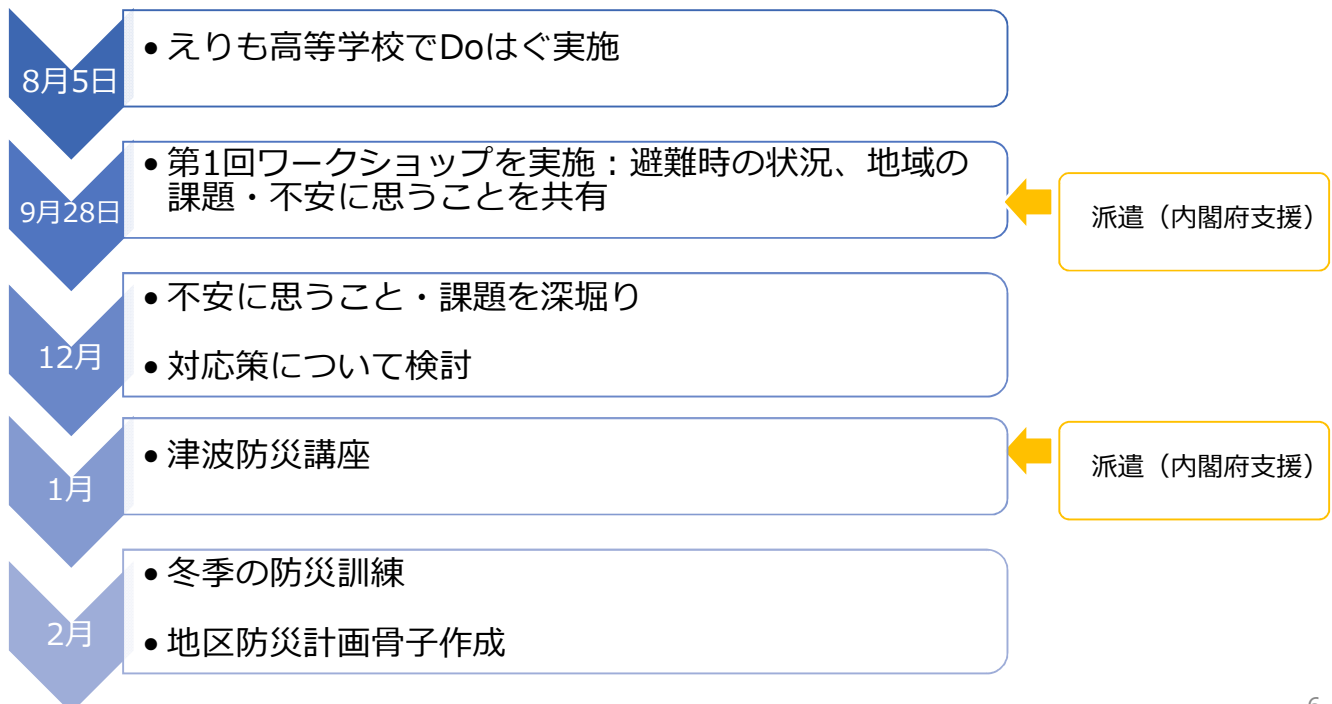 8月5日
• えりも高等学校でDoはぐ実施
9月28日
• 第1回ワークショップを実施：避難時の状況、地域の
課題・不安に思うことを共有
派遣（内閣府支援）
12月
• 不安に思うこと・課題を深堀り
• 対応策について検討
1月
• 津波防災講座
派遣（内閣府支援）
2月
• 冬季の防災訓練
• 地区防災計画骨子作成